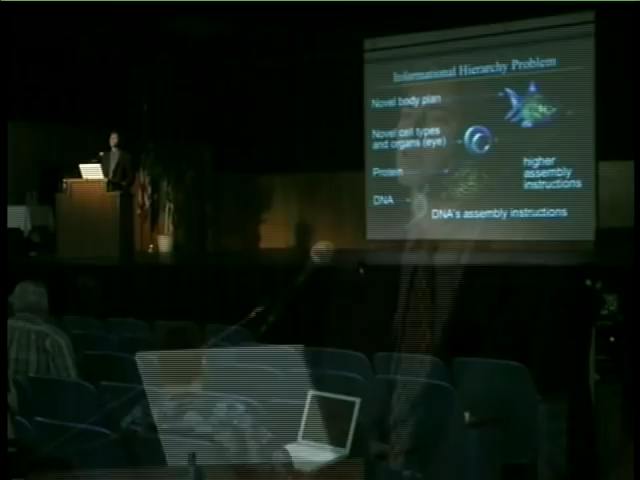 Informational Hierarchy Problem
Novel body plan
Novel cell types
and organs (eye)
Protein
DNA
higher
assembly
instructions
DNA's assembly instructions